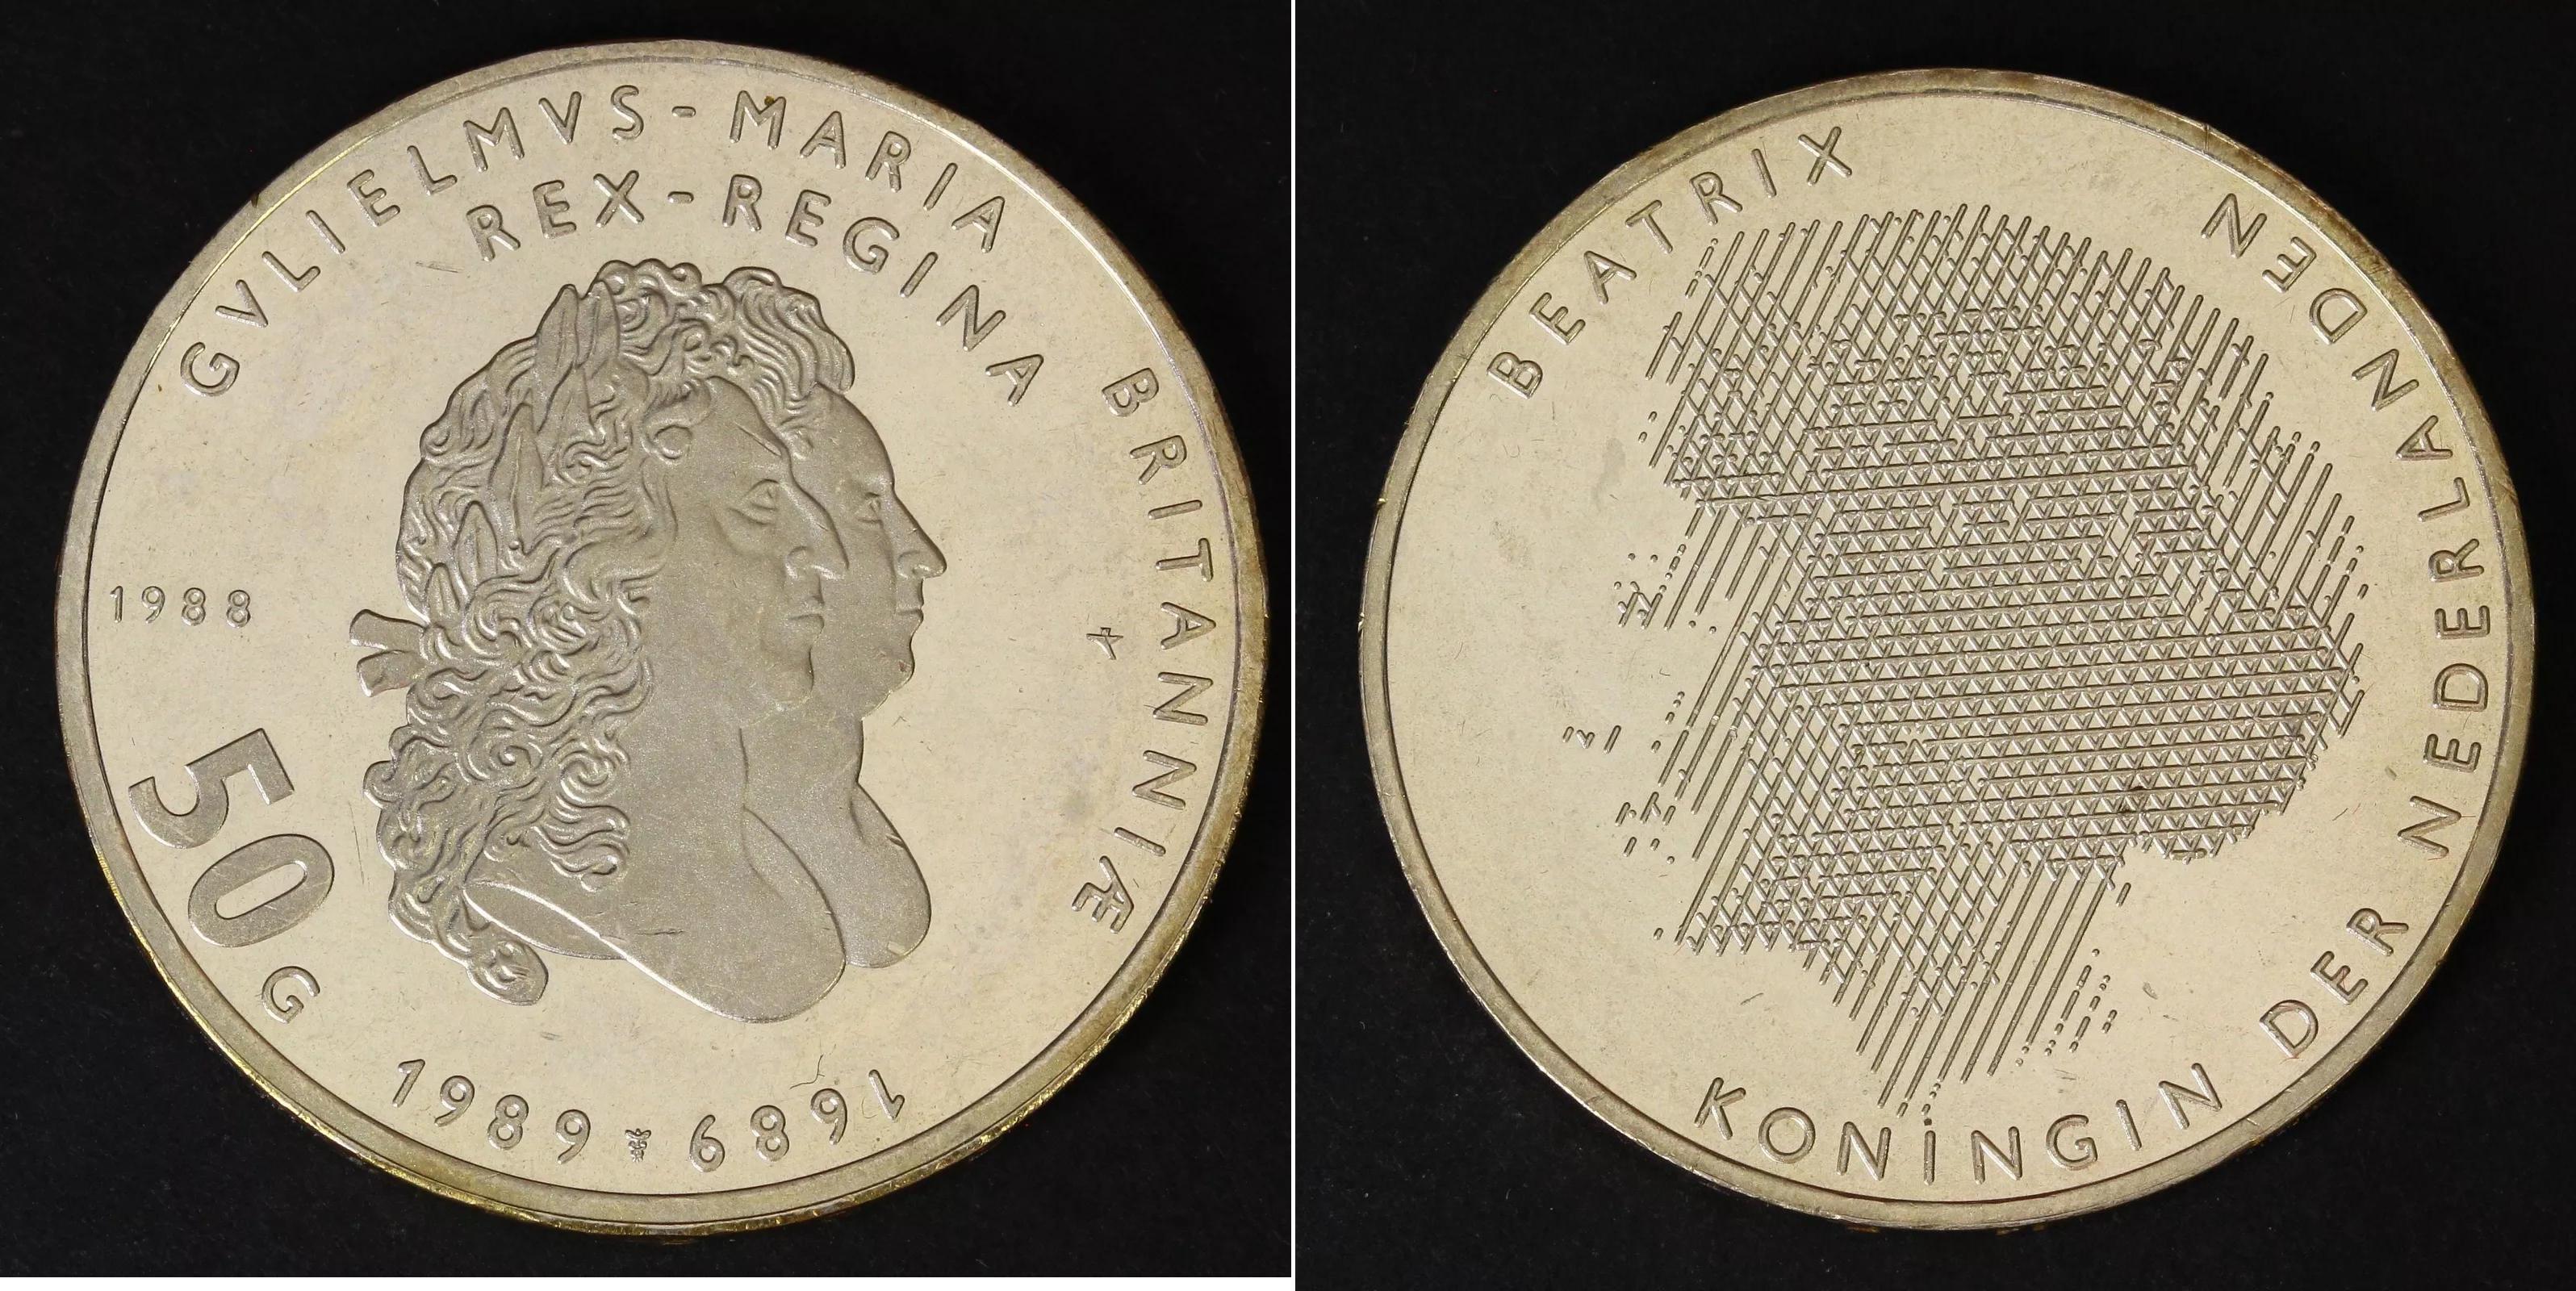 GVLIELMVS - MARIA BRITANNIÆ
REX - REGINA
1988
50 G
1989 1689
BEATRIX
KONINGIN DER NEDERLANDEN